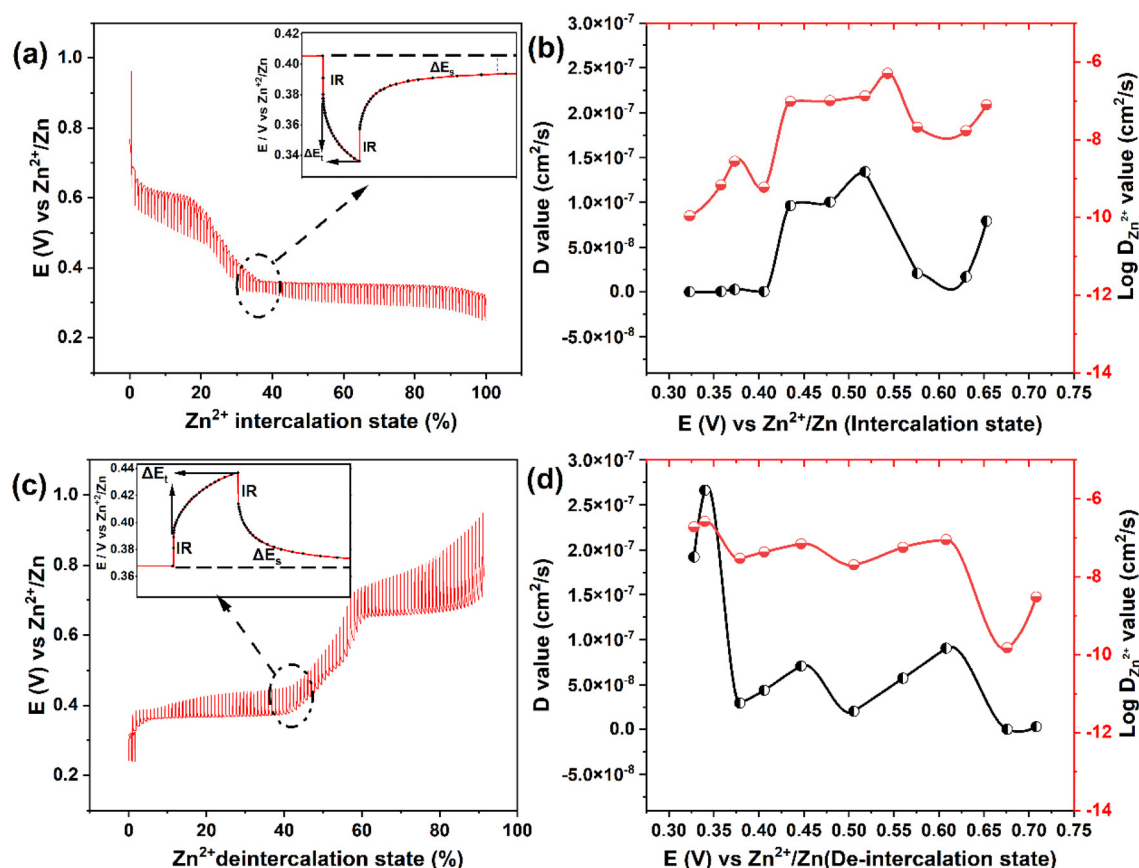 (a)
E (V) vs Zn²⁺/Zn
1.0
0.8
0.6
0.4
0.2
0 20 40 60 80 100
Zn²⁺ intercalation state (%)
E / V vs Zn⁺²/Zn
0.42
0.40
0.38
0.36
0.34
IR
ΔEₜ
IR
ΔEₛ
(b)
D value (cm²/s)
3.0×10⁻⁷
2.5×10⁻⁷
2.0×10⁻⁷
1.5×10⁻⁷
1.0×10⁻⁷
5.0×10⁻⁸
0.0
-5.0×10⁻⁸
0.30 0.35 0.40 0.45 0.50 0.55 0.60 0.65 0.70 0.75
E (V) vs Zn²⁺/Zn (Intercalation state)
-6
-8
-10
-12
-14
Log D Zn²⁺ value (cm²/s)
(c)
E (V) vs Zn²⁺/Zn
1.0
0.8
0.6
0.4
0.2
0 20 40 60 80 100
Zn²⁺deintercalation state (%)
E / V vs Zn⁺²/Zn
0.44
0.42
0.40
0.38
0.36
ΔEₜ
IR
IR
ΔEₛ
(d)
D value (cm²/s)
3.0×10⁻⁷
2.5×10⁻⁷
2.0×10⁻⁷
1.5×10⁻⁷
1.0×10⁻⁷
5.0×10⁻⁸
0.0
-5.0×10⁻⁸
0.30 0.35 0.40 0.45 0.50 0.55 0.60 0.65 0.70 0.75
E (V) vs Zn²⁺/Zn(De-intercalation state)
-6
-8
-10
-12
-14
Log D Zn²⁺ value (cm²/s)